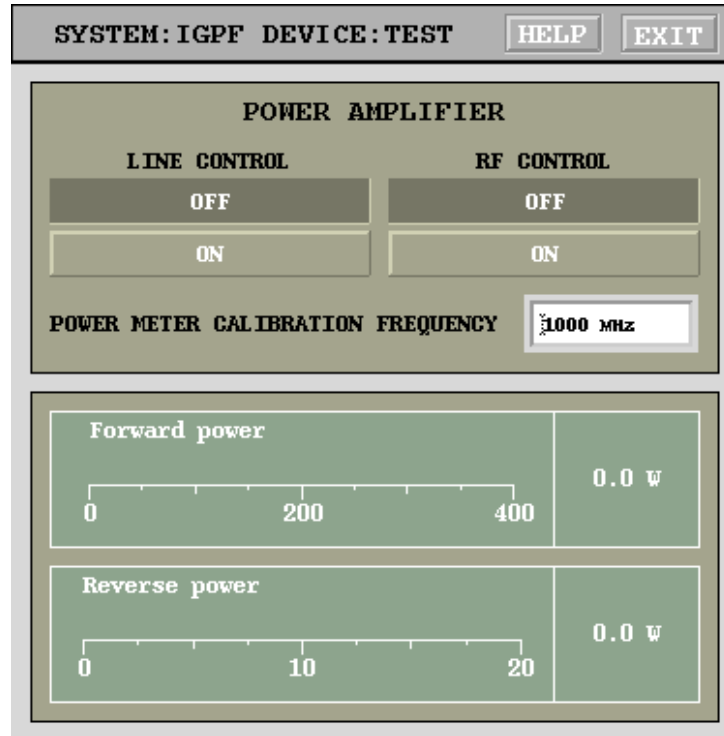 SYSTEM:IGPF DEVICE:TEST HELP EXIT
POWER AMPLIFIER
LINE CONTROL RF CONTROL
OFF OFF
ON ON
POWER METER CALIBRATION FREQUENCY 1000 MHz
Forward power
0.0 W
0 200 400
Reverse power
0.0 W
0 10 20